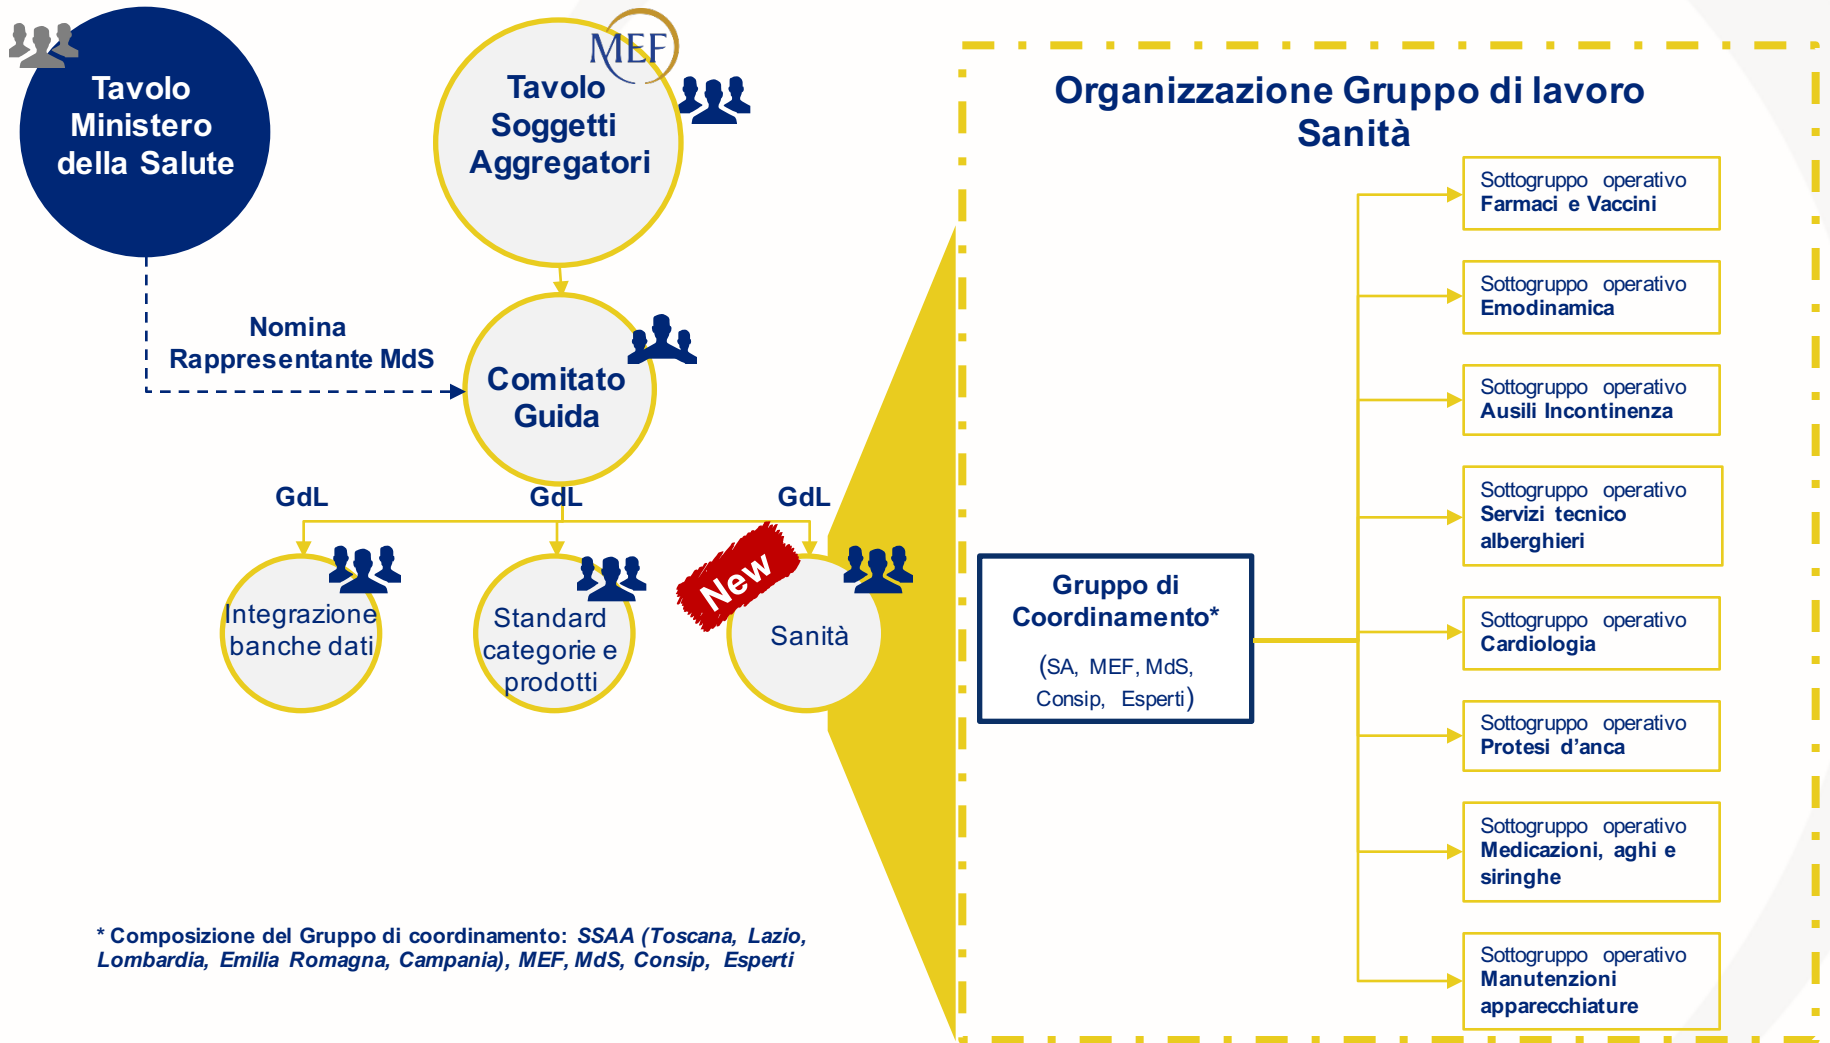 Tavolo
Ministero
della Salute
MEF
Tavolo
Soggetti
Aggregatori
Nomina
Rappresentante MdS
Comitato
Guida
GdL
GdL
GdL
New
Integrazione
banche dati
Standard
categorie e
prodotti
Sanità
* Composizione del Gruppo di coordinamento: SSAA (Toscana, Lazio,
Lombardia, Emilia Romagna, Campania), MEF, MdS, Consip, Esperti
Organizzazione Gruppo di lavoro
Sanità
Gruppo di
Coordinamento*
(SA, MEF, MdS,
Consip, Esperti)
Sottogruppo operativo
Farmaci e Vaccini
Sottogruppo operativo
Emodinamica
Sottogruppo operativo
Ausili Incontinenza
Sottogruppo operativo
Servizi tecnico
alberghieri
Sottogruppo operativo
Cardiologia
Sottogruppo operativo
Protesi d’anca
Sottogruppo operativo
Medicazioni, aghi e
siringhe
Sottogruppo operativo
Manutenzioni
apparecchiature